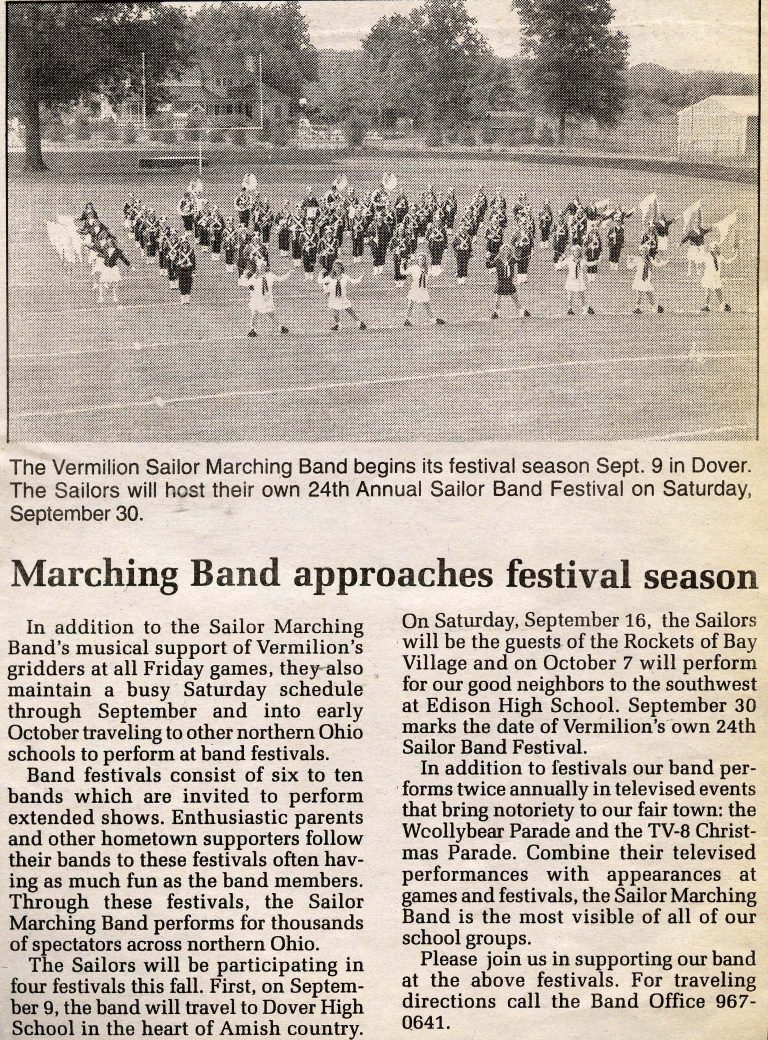 The Vermilion Sailor Marching Band begins its festival season Sept. 9 in Dover.
The Sailors will host their own 24th Annual Sailor Band Festival on Saturday,
September 30.
Marching Band approaches festival season
In addition to the Sailor Marching
Band's musical support of Vermilion's
gridders at all Friday games, they also
maintain a busy Saturday schedule
through September and into early
October traveling to other northern Ohio
schools to perform at band festivals.
Band festivals consist of six to ten
bands which are invited to perform
extended shows. Enthusiastic parents
and other hometown supporters follow
their bands to these festivals often hav-
ing as much fun as the band members.
Through these festivals, the Sailor
Marching Band performs for thousands
of spectators across northern Ohio.
The Sailors will be participating in
four festivals this fall. First, on Septem-
ber 9, the band will travel to Dover High
School in the heart of Amish country.
On Saturday, September 16, the Sailors
will be the guests of the Rockets of Bay
Village and on October 7 will perform
for our good neighbors to the southwest
at Edison High School. September 30
marks the date of Vermilion's own 24th
Sailor Band Festival.
In addition to festivals our band per-
forms twice annually in televised events
that bring notoriety to our fair town: the
Wcollybear Parade and the TV-8 Christ-
mas Parade. Combine their televised
performances with appearances at
games and festivals, the Sailor Marching
Band is the most visible of all of our
school groups.
Please join us in supporting our band
at the above festivals. For traveling
directions call the Band Office 967-
0641.